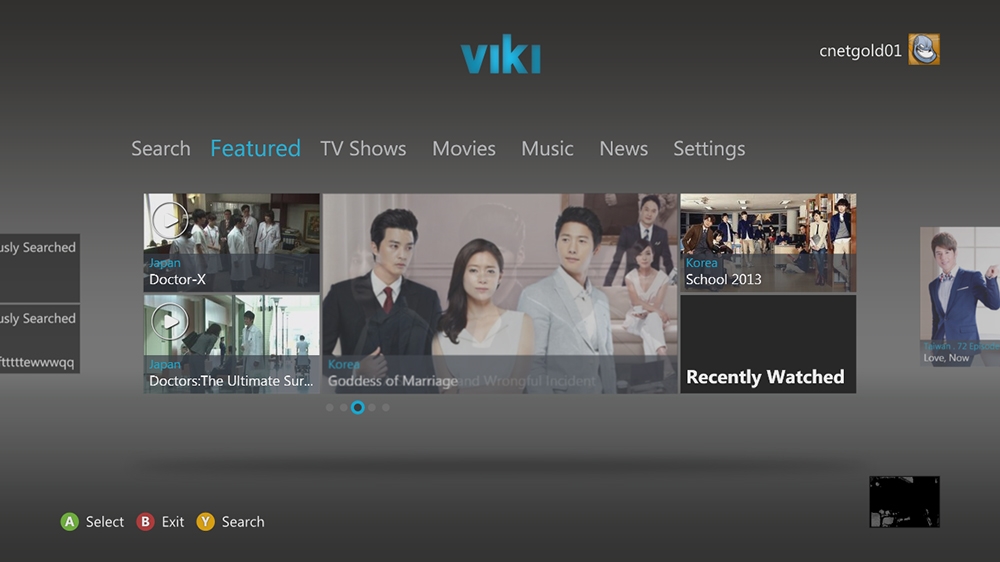 viki
cnetgold01
Search Featured TV Shows Movies Music News Settings
usly Searched
usly Searched
ftttttewwwqq
Japan
Doctor-X
Japan
Doctors:The Ultimate Sur...
Korea
Goddess of Marriage and Wrongful Incident
Korea
School 2013
Recently Watched
Taiwan , 72 Episode
Love, Now
A Select B Exit Y Search